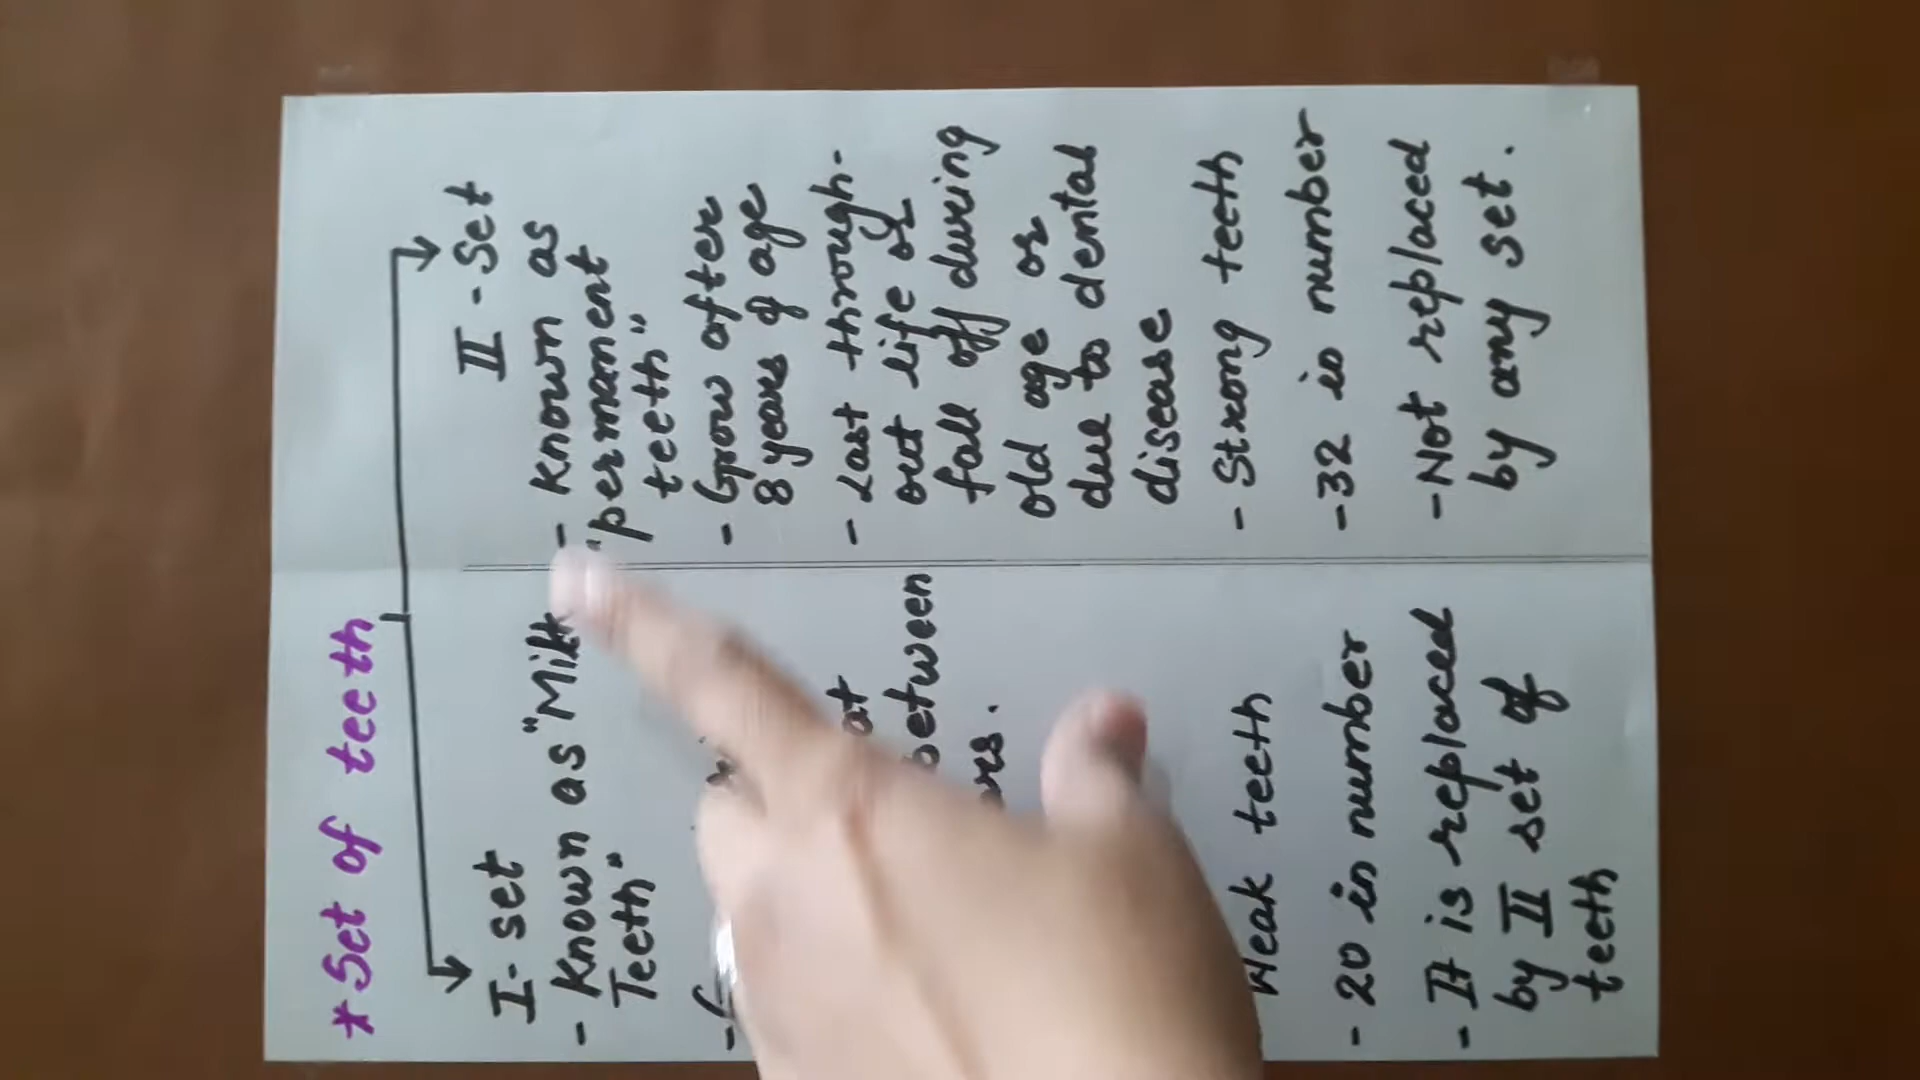 * Set of teeth
I - set
- Known as "Milk
Teeth"
at
between
Weak teeth
- 20 in number
- It is replaced
by II set of
teeth
II - Set
- Known as
"permanent
teeth"
- Grow after
8 years of age
- Last through-
out life or
fall off during
old age or
due to dental
disease
- Strong teeth
- 32 in number
- Not replaced
by any set.